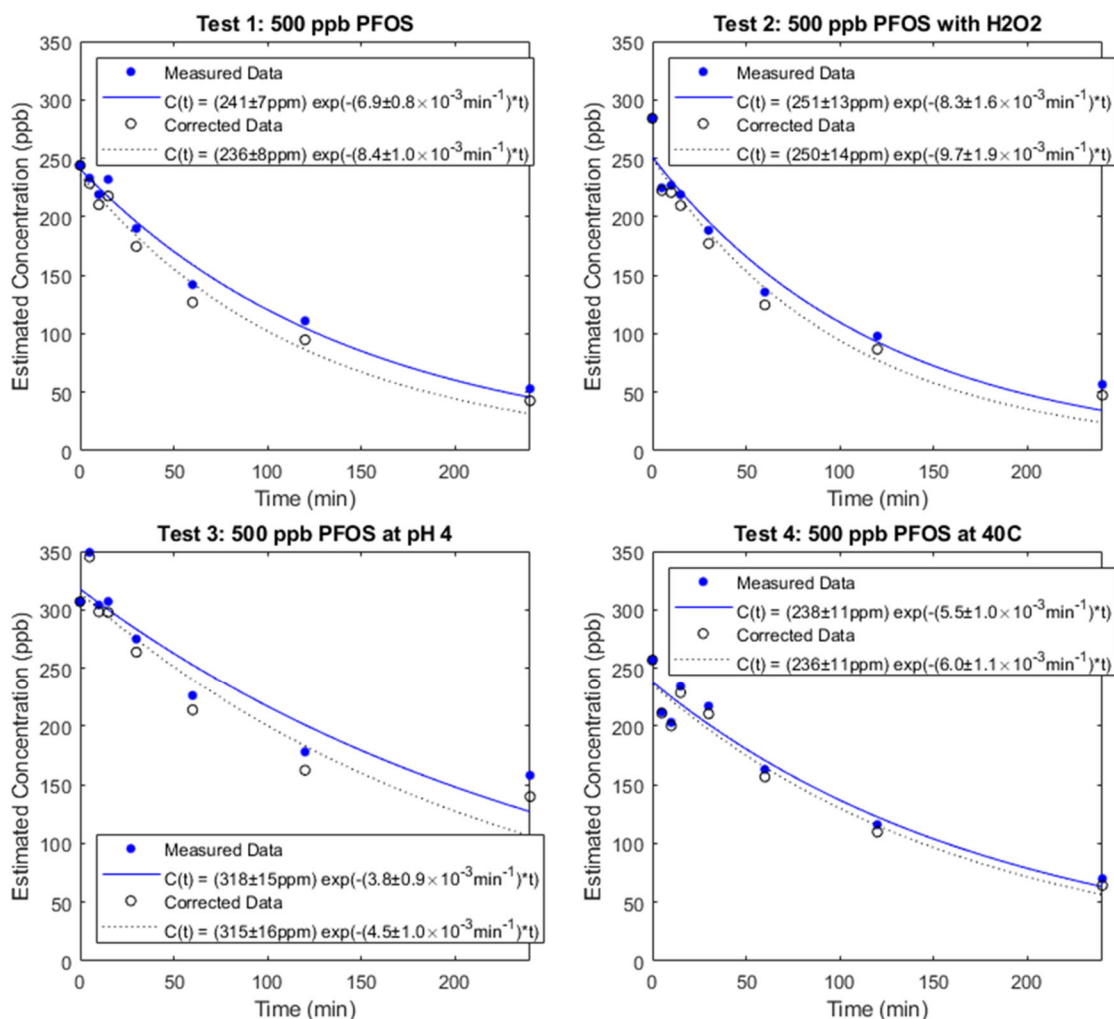 Test 1: 500 ppb PFOS
Estimated Concentration (ppb)
350
300
250
200
150
100
50
0
Measured Data
C(t) = (241±7ppm) exp(-(6.9±0.8×10⁻³min⁻¹)*t)
Corrected Data
C(t) = (236±8ppm) exp(-(8.4±1.0×10⁻³min⁻¹)*t)
0 50 100 150 200
Time (min)
Test 2: 500 ppb PFOS with H2O2
Estimated Concentration (ppb)
350
300
250
200
150
100
50
0
Measured Data
C(t) = (251±13ppm) exp(-(8.3±1.6×10⁻³min⁻¹)*t)
Corrected Data
C(t) = (250±14ppm) exp(-(9.7±1.9×10⁻³min⁻¹)*t)
0 50 100 150 200
Time (min)
Test 3: 500 ppb PFOS at pH 4
Estimated Concentration (ppb)
350
300
250
200
150
100
50
0
Measured Data
C(t) = (318±15ppm) exp(-(3.8±0.9×10⁻³min⁻¹)*t)
Corrected Data
C(t) = (315±16ppm) exp(-(4.5±1.0×10⁻³min⁻¹)*t)
0 50 100 150 200
Time (min)
Test 4: 500 ppb PFOS at 40C
Estimated Concentration (ppb)
350
300
250
200
150
100
50
0
Measured Data
C(t) = (238±11ppm) exp(-(5.5±1.0×10⁻³min⁻¹)*t)
Corrected Data
C(t) = (236±11ppm) exp(-(6.0±1.1×10⁻³min⁻¹)*t)
0 50 100 150 200
Time (min)